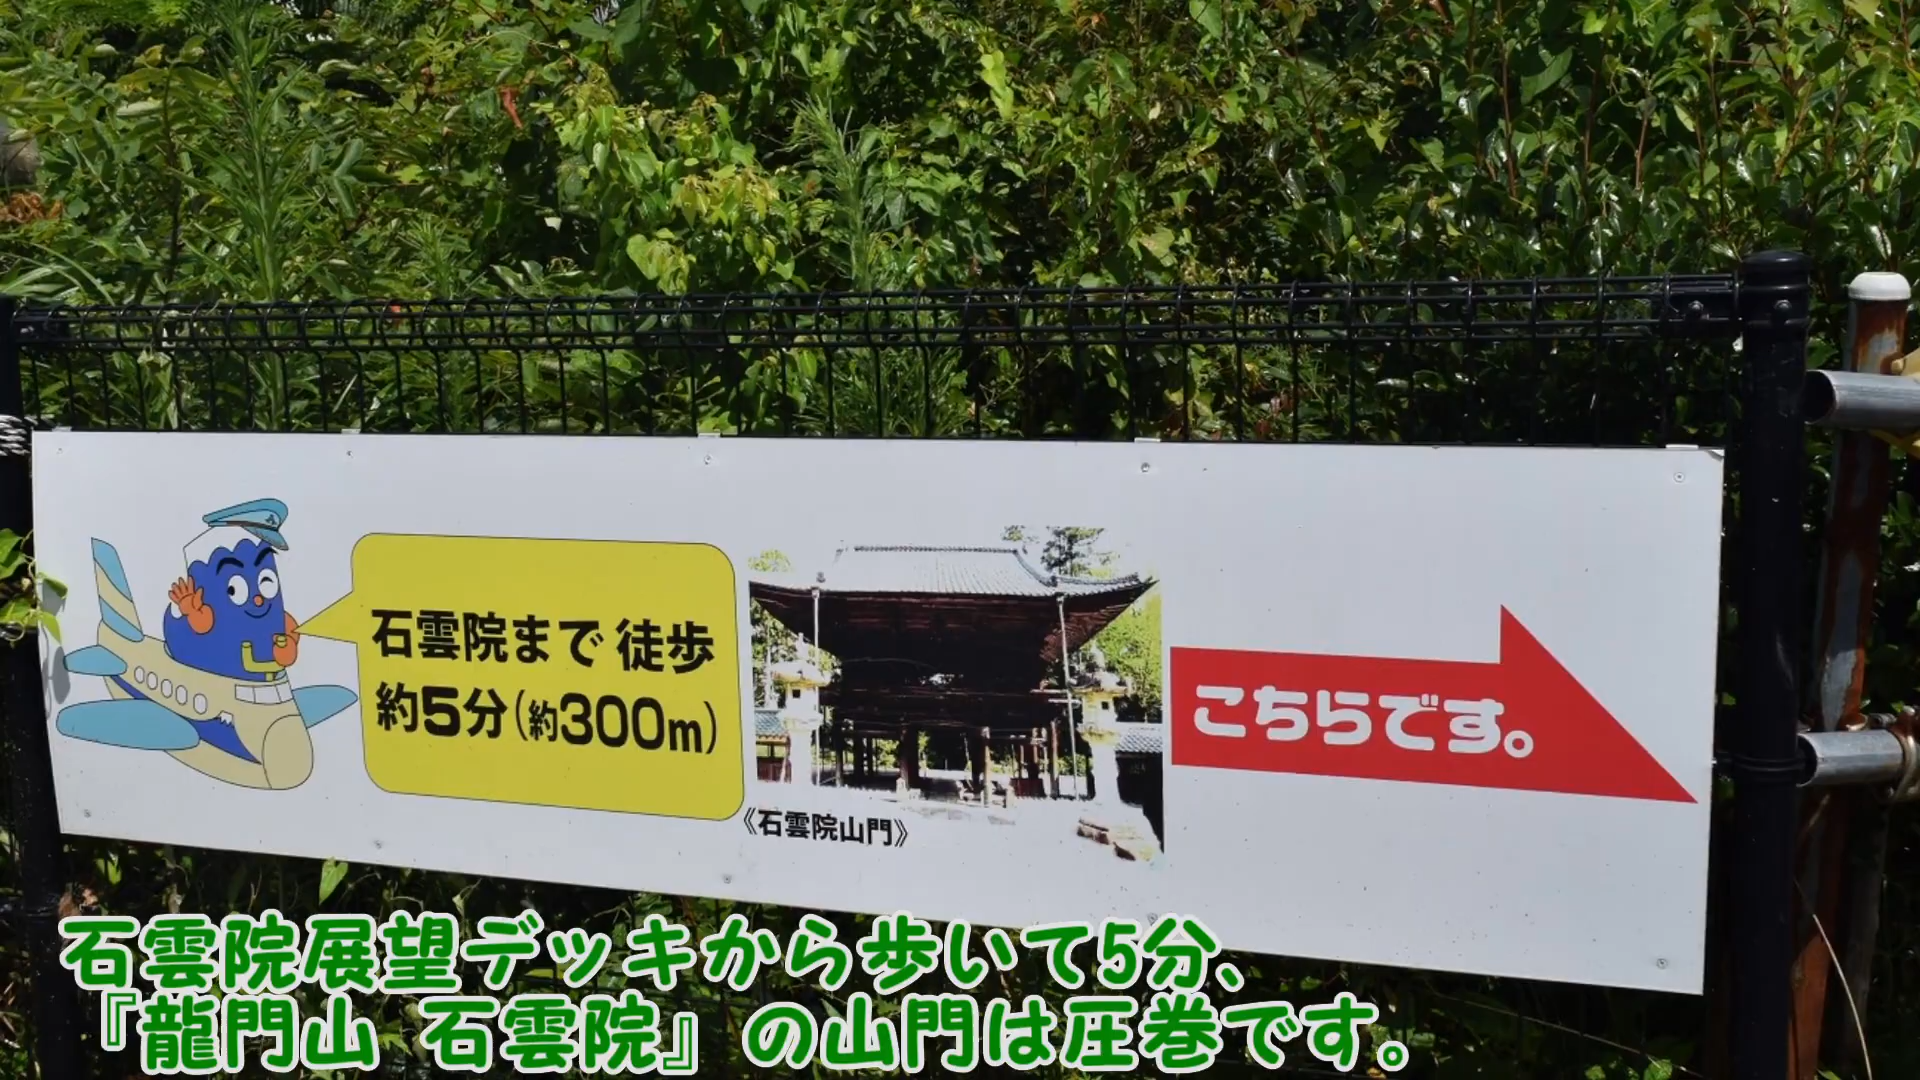 石雲院まで 徒歩
約5分(約300m)
《石雲院山門》
こちらです。
石雲院展望デッキから歩いて5分、
『龍門山 石雲院』の山門は圧巻です。